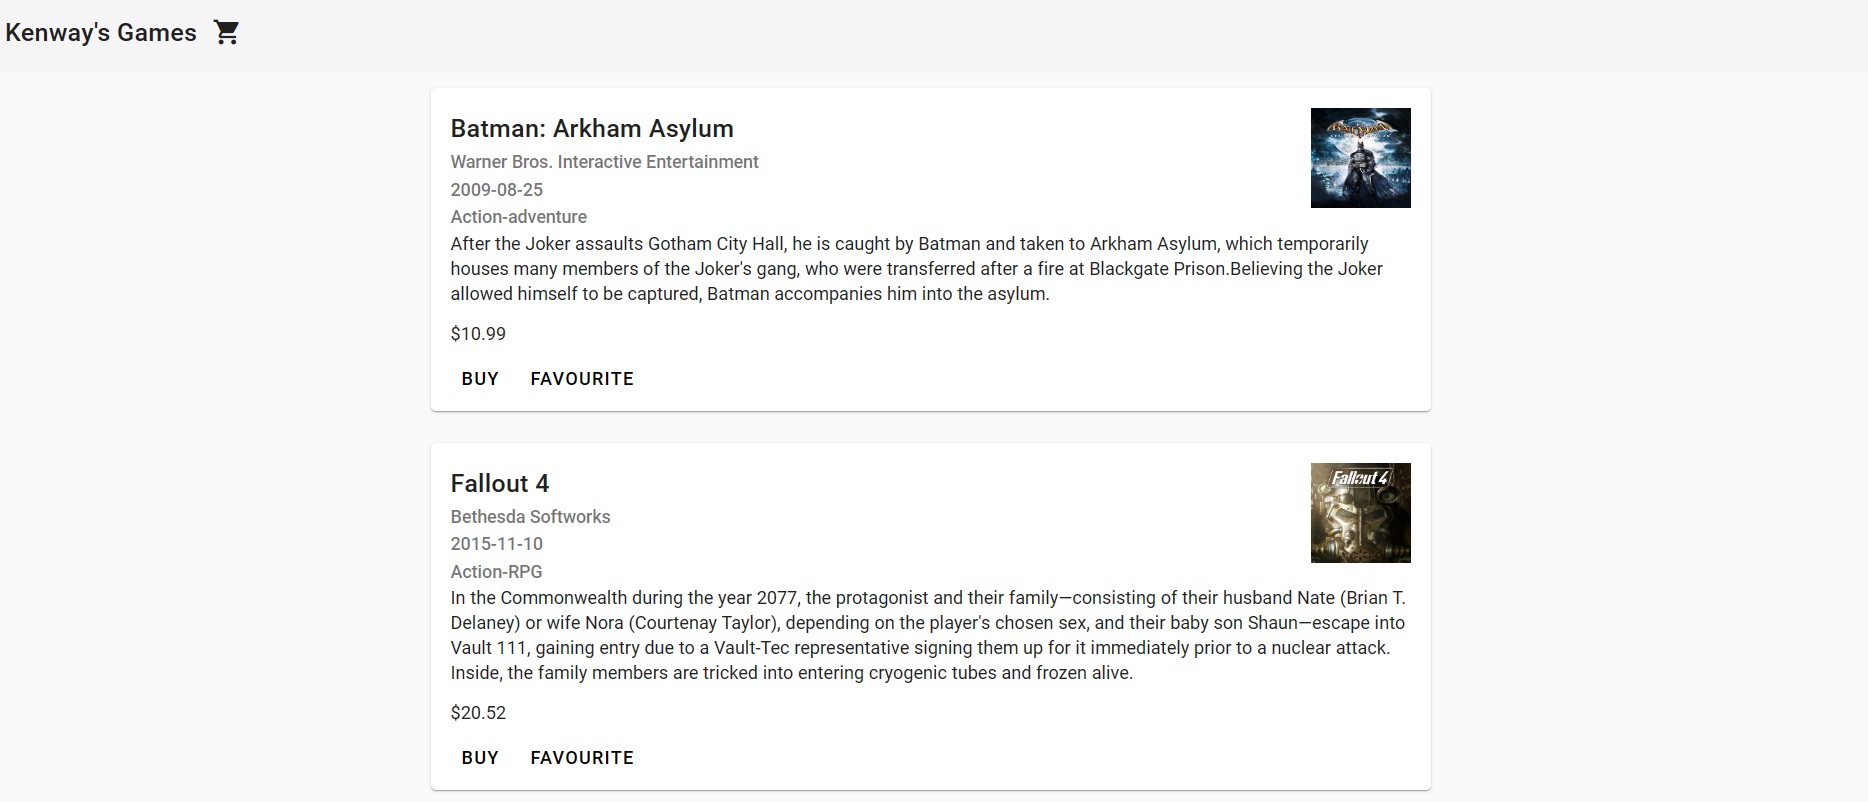 Kenway's Games
Batman: Arkham Asylum
Warner Bros. Interactive Entertainment
2009-08-25
Action-adventure
After the Joker assaults Gotham City Hall, he is caught by Batman and taken to Arkham Asylum, which temporarily
houses many members of the Joker's gang, who were transferred after a fire at Blackgate Prison.Believing the Joker
allowed himself to be captured, Batman accompanies him into the asylum.
$10.99
BUY FAVOURITE
BATMAN
Fallout 4
Bethesda Softworks
2015-11-10
Action-RPG
In the Commonwealth during the year 2077, the protagonist and their family—consisting of their husband Nate (Brian T.
Delaney) or wife Nora (Courtenay Taylor), depending on the player's chosen sex, and their baby son Shaun—escape into
Vault 111, gaining entry due to a Vault-Tec representative signing them up for it immediately prior to a nuclear attack.
Inside, the family members are tricked into entering cryogenic tubes and frozen alive.
$20.52
BUY FAVOURITE
Fallout 4